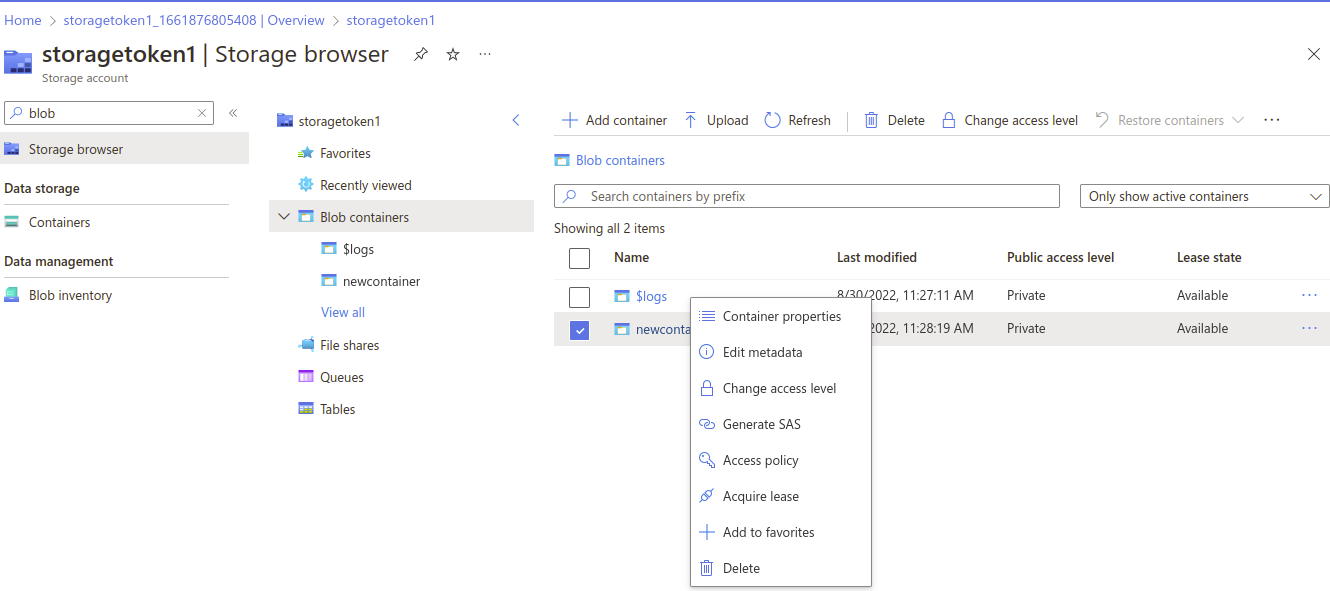 Home > storagetoken1_1661876805408 | Overview > storagetoken1
storagetoken1 | Storage browser
Storage account
blob
Storage browser
Data storage
Containers
Data management
Blob inventory
storagetoken1
Favorites
Recently viewed
Blob containers
$logs
newcontainer
View all
File shares
Queues
Tables
Add container Upload Refresh Delete Change access level Restore containers
Blob containers
Search containers by prefix Only show active containers
Showing all 2 items
Name Last modified Public access level Lease state
$logs 8/30/2022, 11:27:11 AM Private Available
newconta 2022, 11:28:19 AM Private Available
Container properties
Edit metadata
Change access level
Generate SAS
Access policy
Acquire lease
Add to favorites
Delete